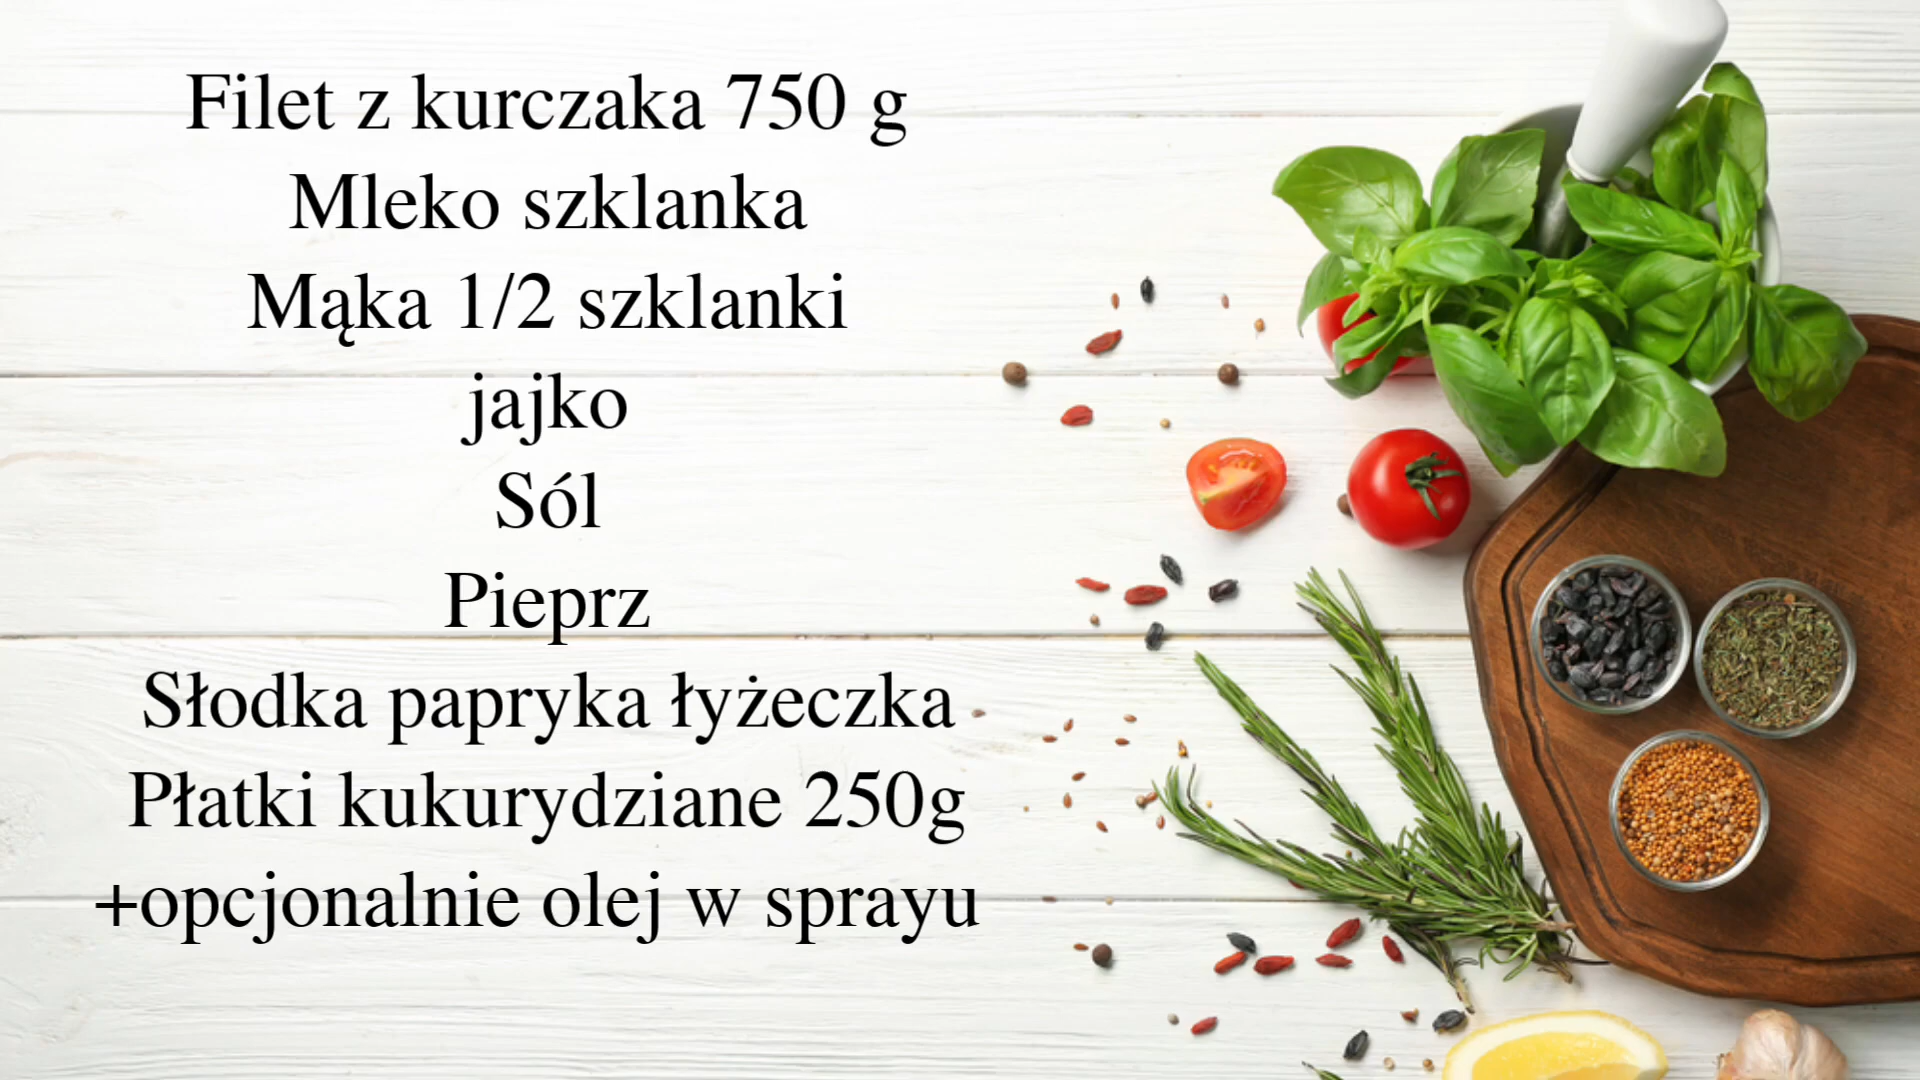 Filet z kurczaka 750 g
Mleko szklanka
Mąka 1/2 szklanki
jajko
Sól
Pieprz
Słodka papryka łyżeczka
Płatki kukurydziane 250g
+opcjonalnie olej w sprayu